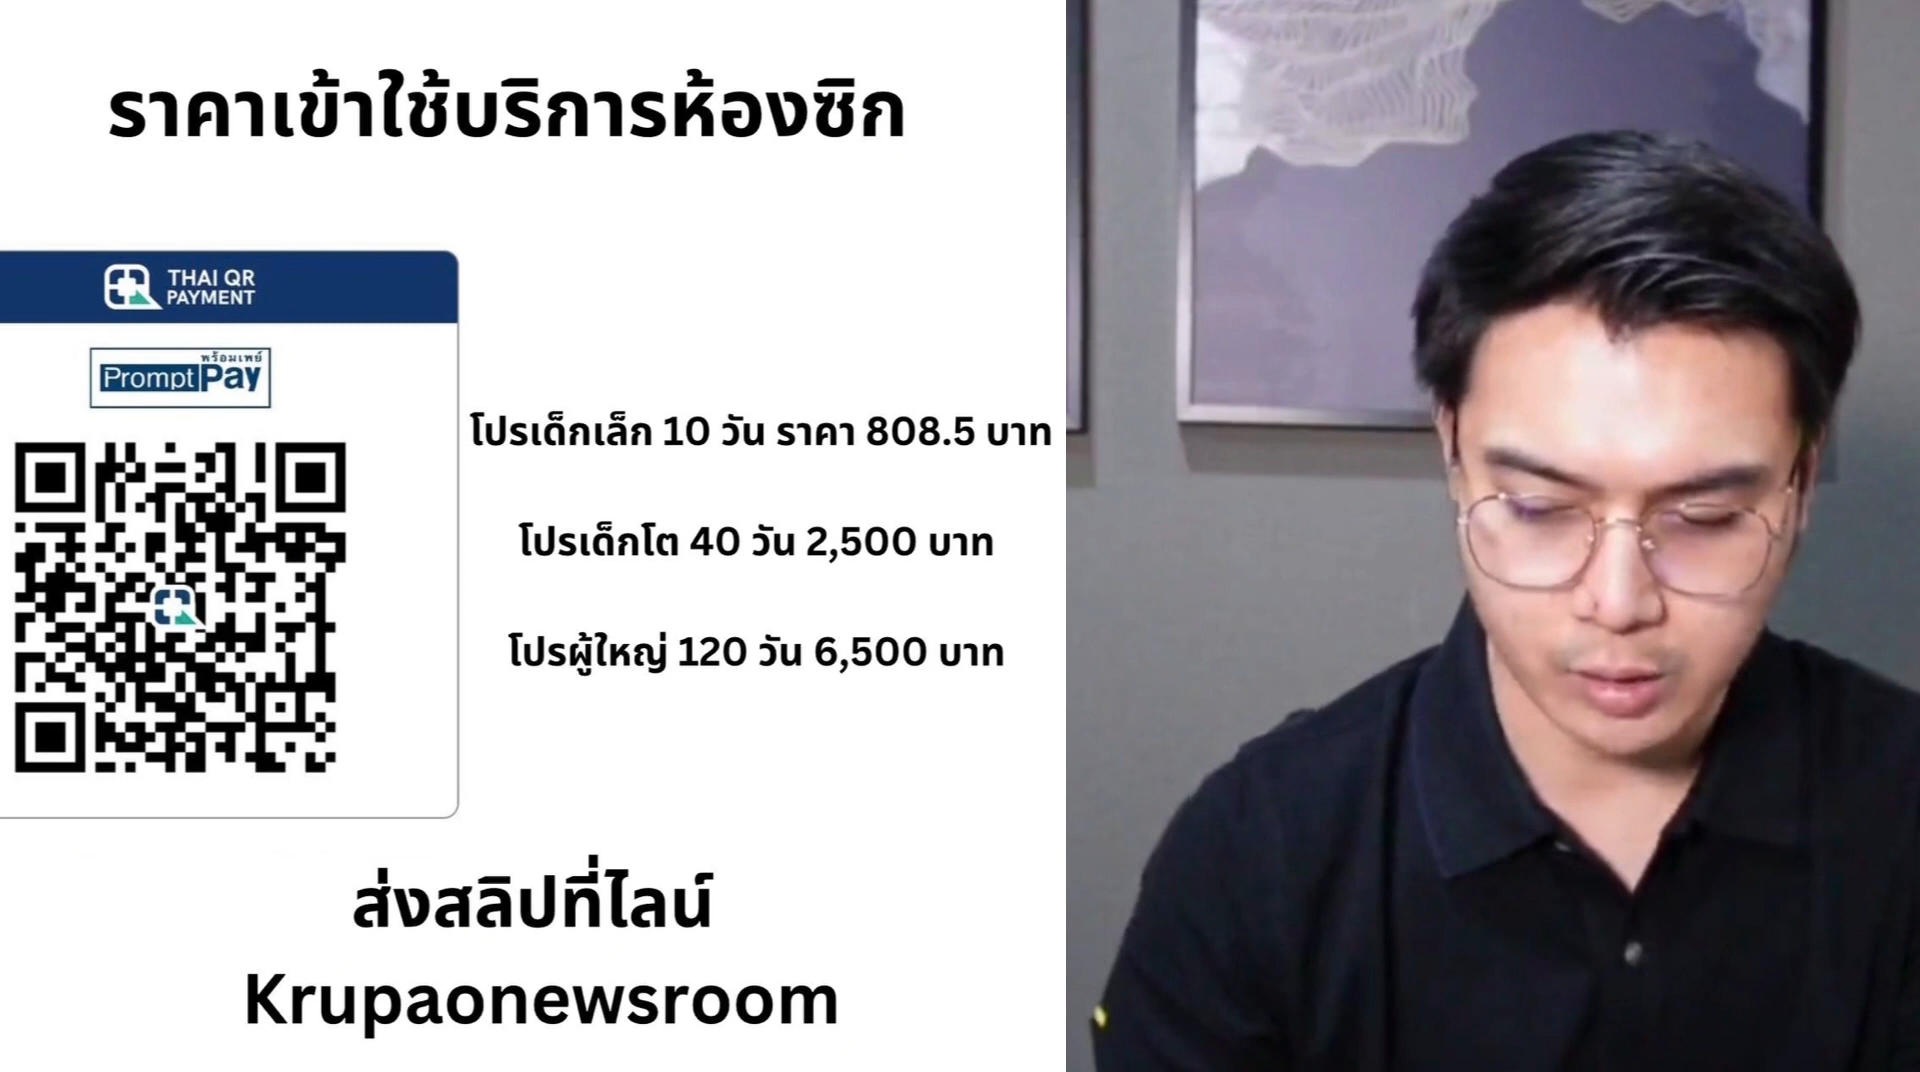 ราคาเข้าใช้บริการห้องซิก
THAI QR
PAYMENT
พร้อมเพย์
PromptPay
โปรเด็กเล็ก 10 วัน ราคา 808.5 บาท
โปรเด็กโต 40 วัน 2,500 บาท
โปรผู้ใหญ่ 120 วัน 6,500 บาท
ส่งสลิปที่ไลน์
Krupaonewsroom